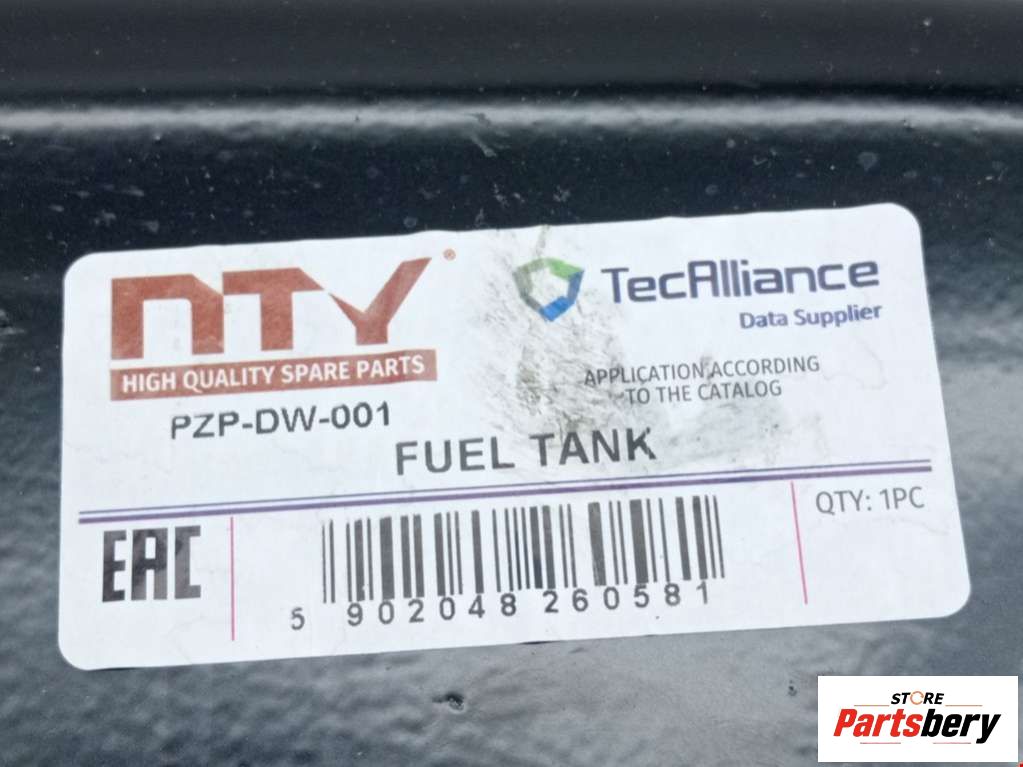 NTY®
HIGH QUALITY SPARE PARTS
PZP-DW-001
TecAlliance
Data Supplier
APPLICATION ACCORDING
TO THE CATALOG
FUEL TANK
EAC
5 902048 260581
QTY: 1PC
STORE
Partsbery